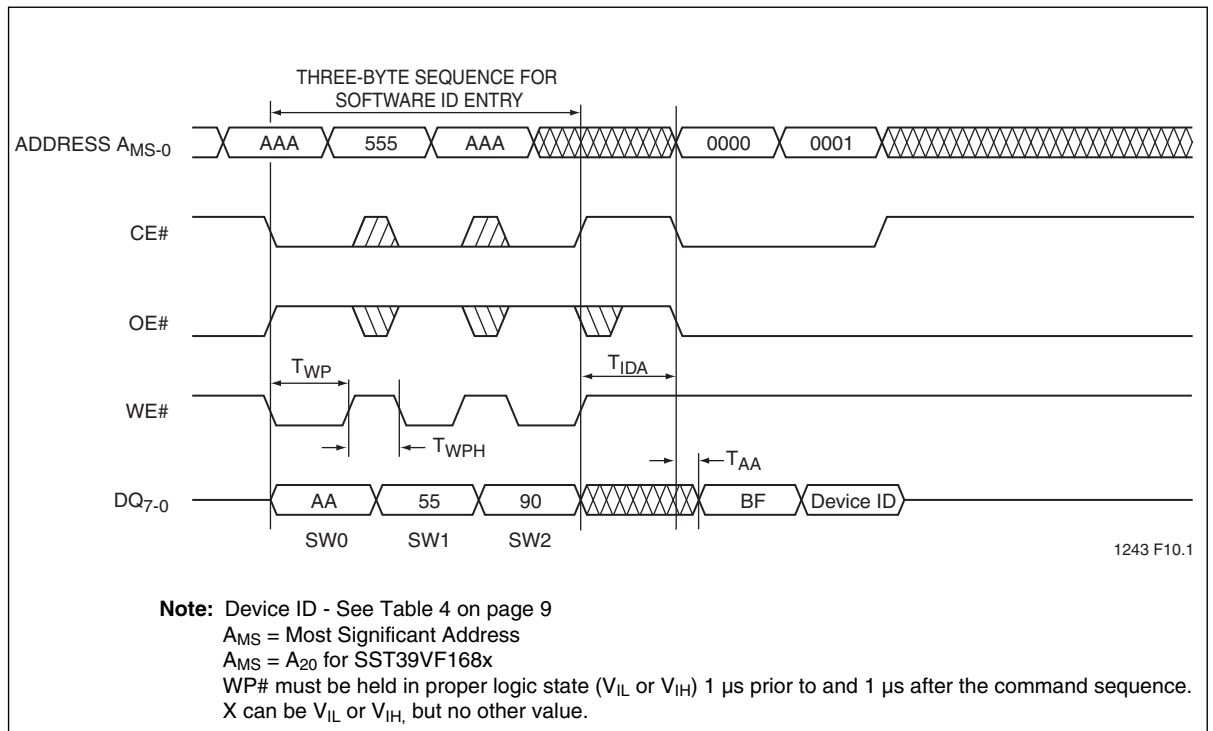 THREE-BYTE SEQUENCE FOR
SOFTWARE ID ENTRY
ADDRESS AMS-0
AAA
555
AAA
0000
0001
CE#
OE#
TWP
TIDA
WE#
TWPH
TAA
DQ7-0
AA
55
90
BF
Device ID
SW0
SW1
SW2
1243 F10.1
Note: Device ID - See Table 4 on page 9
AMS = Most Significant Address
AMS = A20 for SST39VF168x
WP# must be held in proper logic state (VIL or VIH) 1 µs prior to and 1 µs after the command sequence.
X can be VIL or VIH, but no other value.